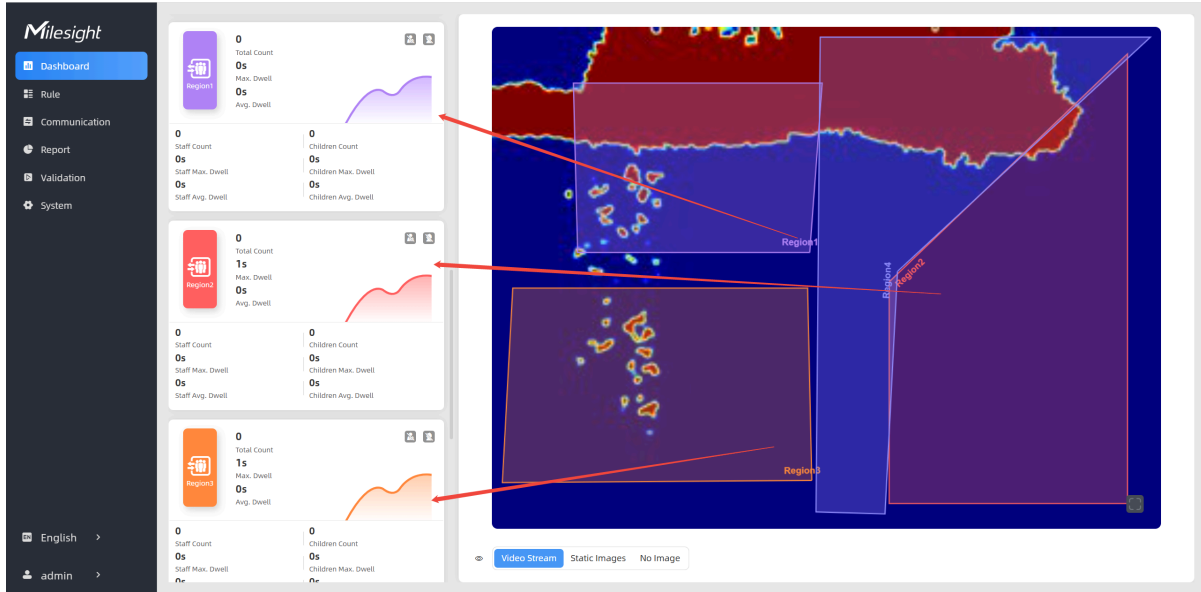 Milesight
Dashboard
Rule
Communication
Report
Validation
System
EN English >
admin >
Region1
0
Total Count
0s
Max. Dwell
0s
Avg. Dwell
0
Staff Count
0s
Staff Max. Dwell
0s
Staff Avg. Dwell
0
Children Count
0s
Children Max. Dwell
0s
Children Avg. Dwell
Region2
0
Total Count
1s
Max. Dwell
0s
Avg. Dwell
0
Staff Count
0s
Staff Max. Dwell
0s
Staff Avg. Dwell
0
Children Count
0s
Children Max. Dwell
0s
Children Avg. Dwell
Region3
0
Total Count
1s
Max. Dwell
0s
Avg. Dwell
0
Staff Count
0s
Staff Max. Dwell
0s
0
Children Count
0s
Children Max. Dwell
0s
Region1
Region4
Region2
Region3
Video Stream
Static Images
No Image